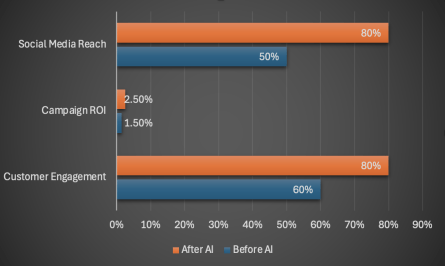 Social Media Reach
80%
50%
Campaign ROI
2.50%
1.50%
Customer Engagement
80%
60%
0% 10% 20% 30% 40% 50% 60% 70% 80% 90%
After AI Before AI